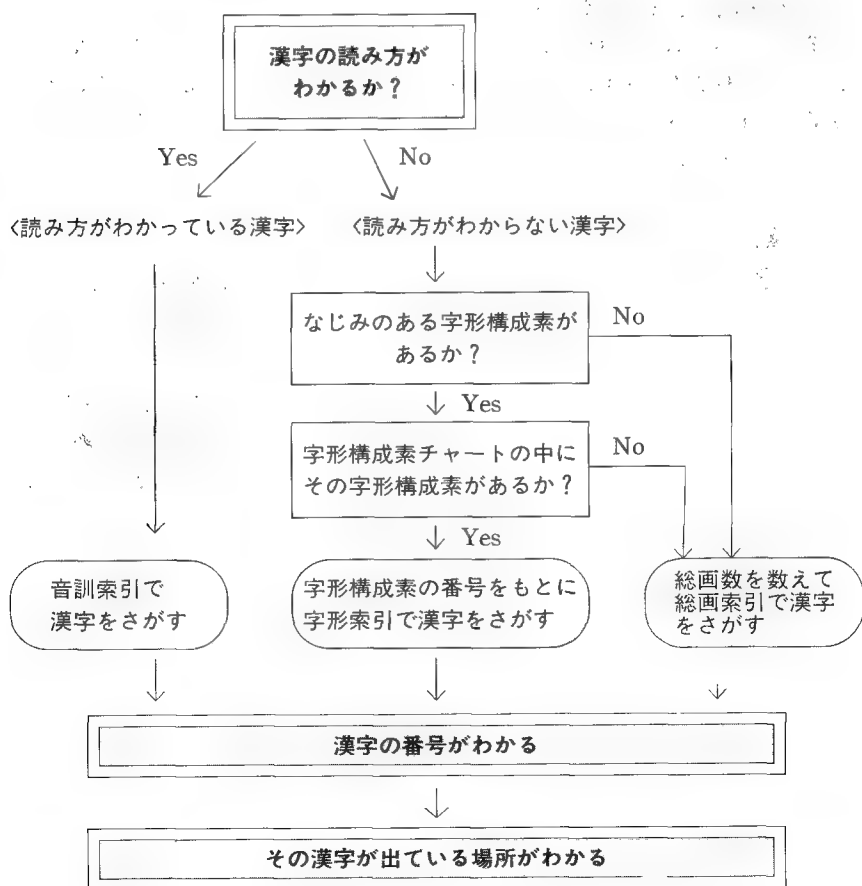 漢字の読み方が
わかるか？
Yes
No
〈読み方がわかっている漢字〉
〈読み方がわからない漢字〉
なじみのある字形構成素が
あるか？
No
Yes
字形構成素チャートの中に
その字形構成素があるか？
No
Yes
音訓索引で
漢字をさがす
字形構成素の番号をもとに
字形索引で漢字をさがす
総画数を数えて
総画索引で漢字
をさがす
漢字の番号がわかる
その漢字が出ている場所がわかる